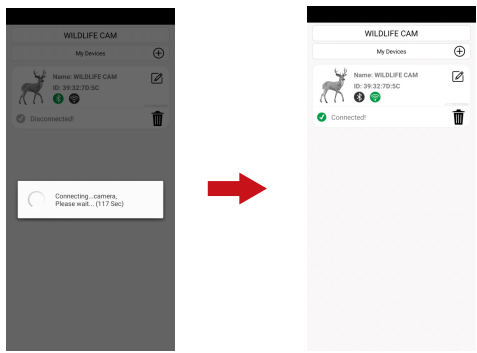 WILDLIFE CAM
My Devices
Name: WILDLIFE CAM
ID: 39:32:7D:5C
Disconnected!
Connecting...camera,
Please wait... (117 Sec)
WILDLIFE CAM
My Devices
Name: WILDLIFE CAM
ID: 39:32:7D:5C
Connected!